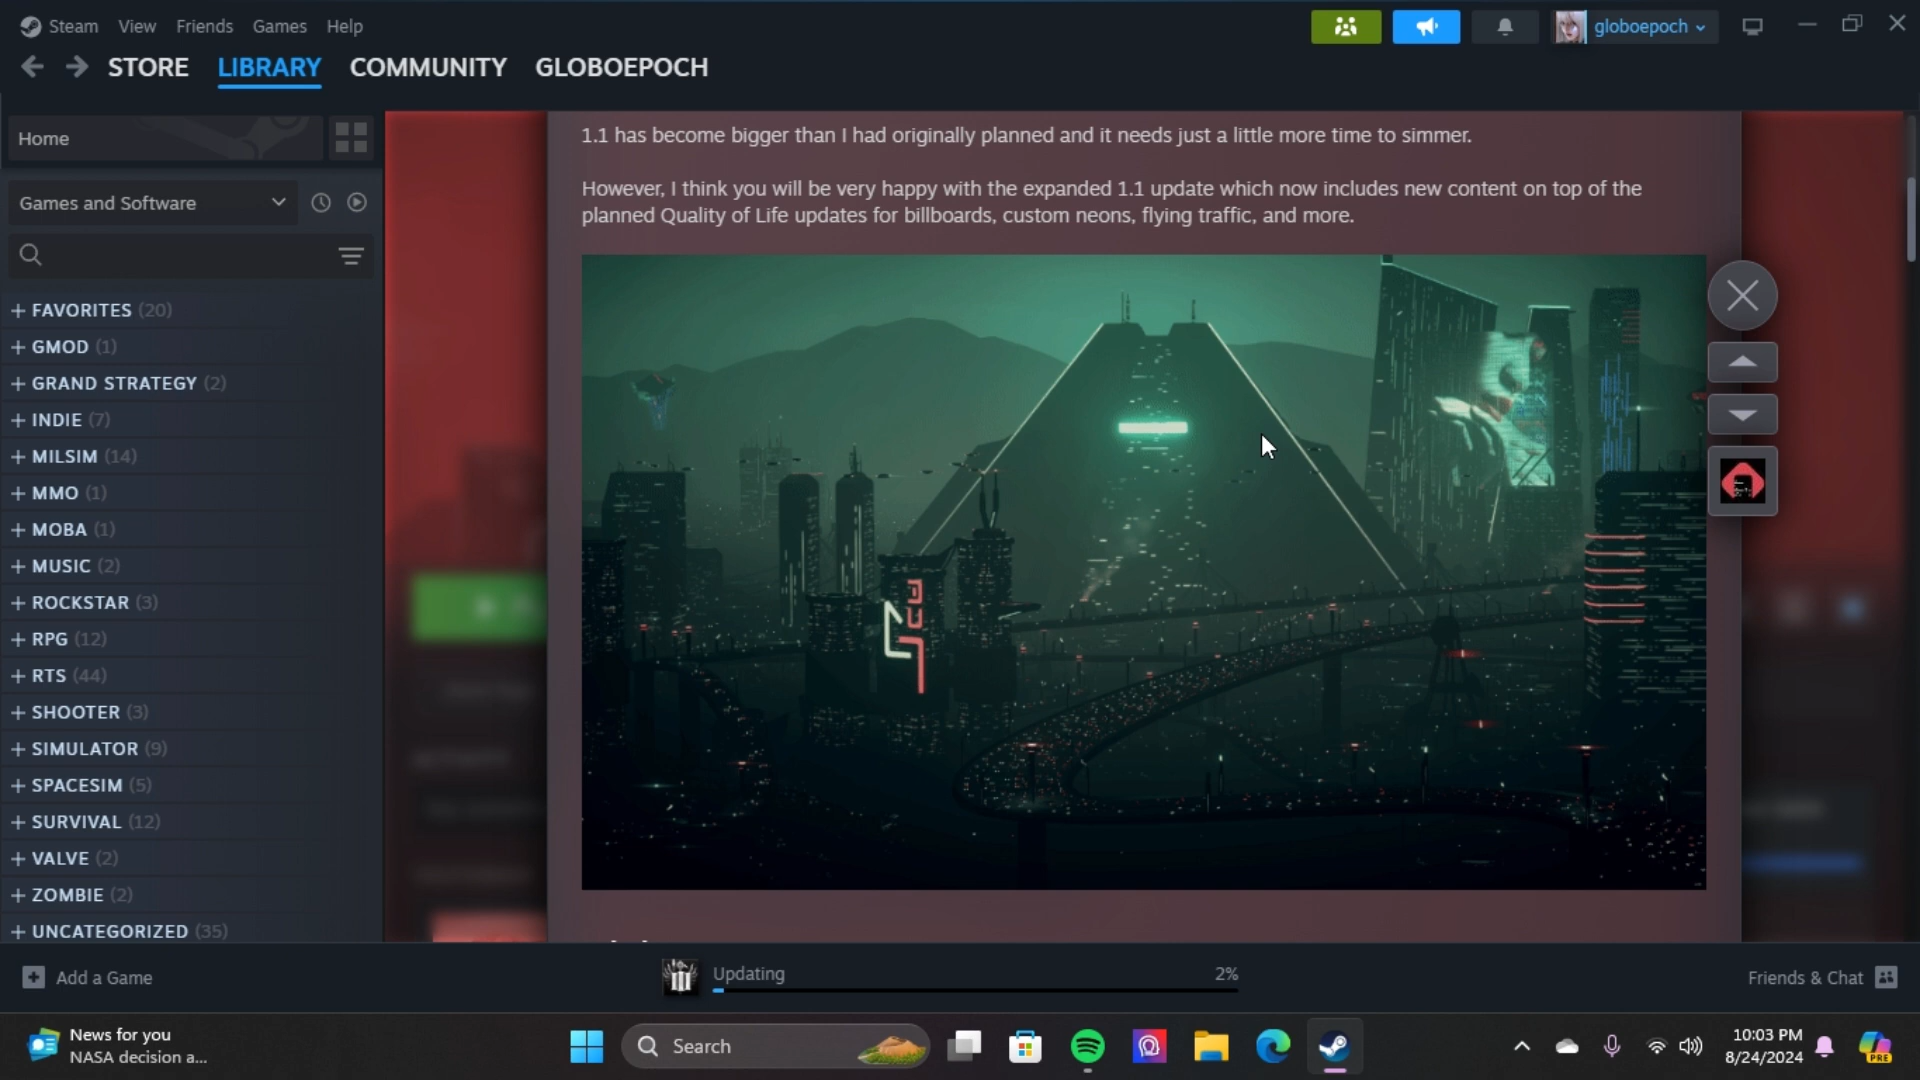 Steam View Friends Games Help
globoepoch
STORE LIBRARY COMMUNITY GLOBOEPOCH
Home
1.1 has become bigger than I had originally planned and it needs just a little more time to simmer.
However, I think you will be very happy with the expanded 1.1 update which now includes new content on top of the
planned Quality of Life updates for billboards, custom neons, flying traffic, and more.
Games and Software
+ FAVORITES (20)
+ GMOD (1)
+ GRAND STRATEGY (2)
+ INDIE (7)
+ MILSIM (14)
+ MMO (1)
+ MOBA (1)
+ MUSIC (2)
+ ROCKSTAR (3)
+ RPG (12)
+ RTS (44)
+ SHOOTER (3)
+ SIMULATOR (9)
+ SPACESIM (5)
+ SURVIVAL (12)
+ VALVE (2)
+ ZOMBIE (2)
+ UNCATEGORIZED (35)
Add a Game
Updating 2%
Friends & Chat
News for you
NASA decision a...
Search
10:03 PM
8/24/2024
PRE